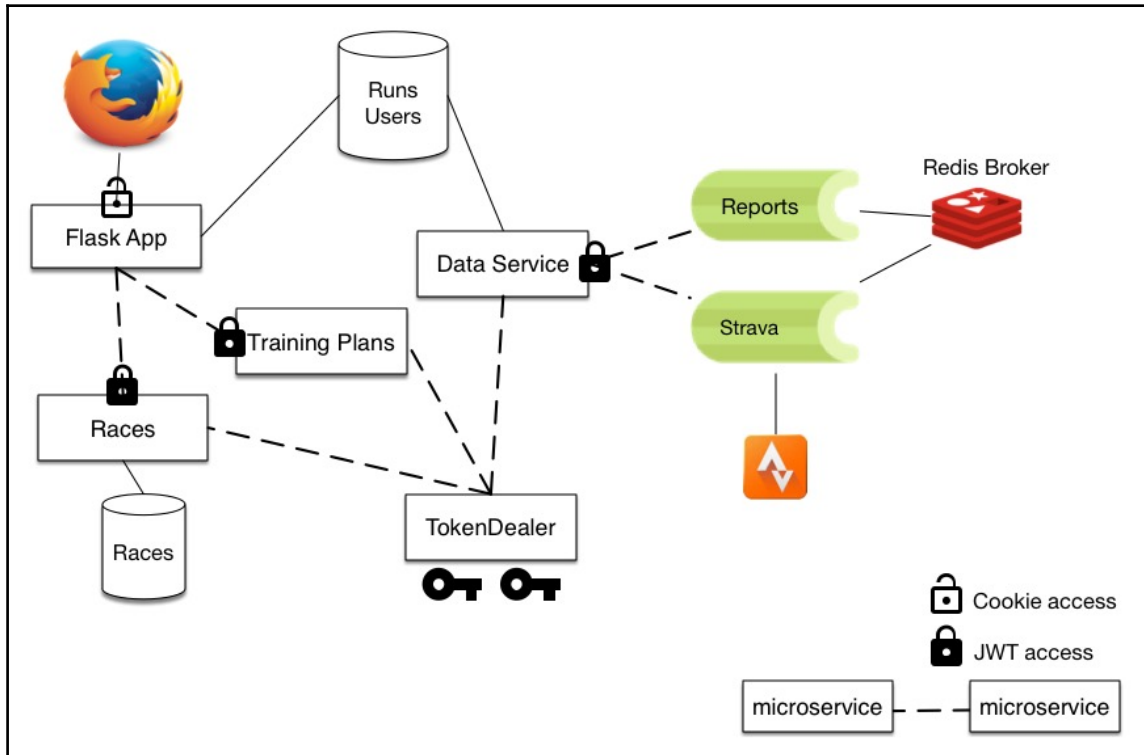 Runs
Users
Redis Broker
Reports
Flask App
Data Service
Strava
Training Plans
Races
TokenDealer
Races
Cookie access
JWT access
microservice
microservice